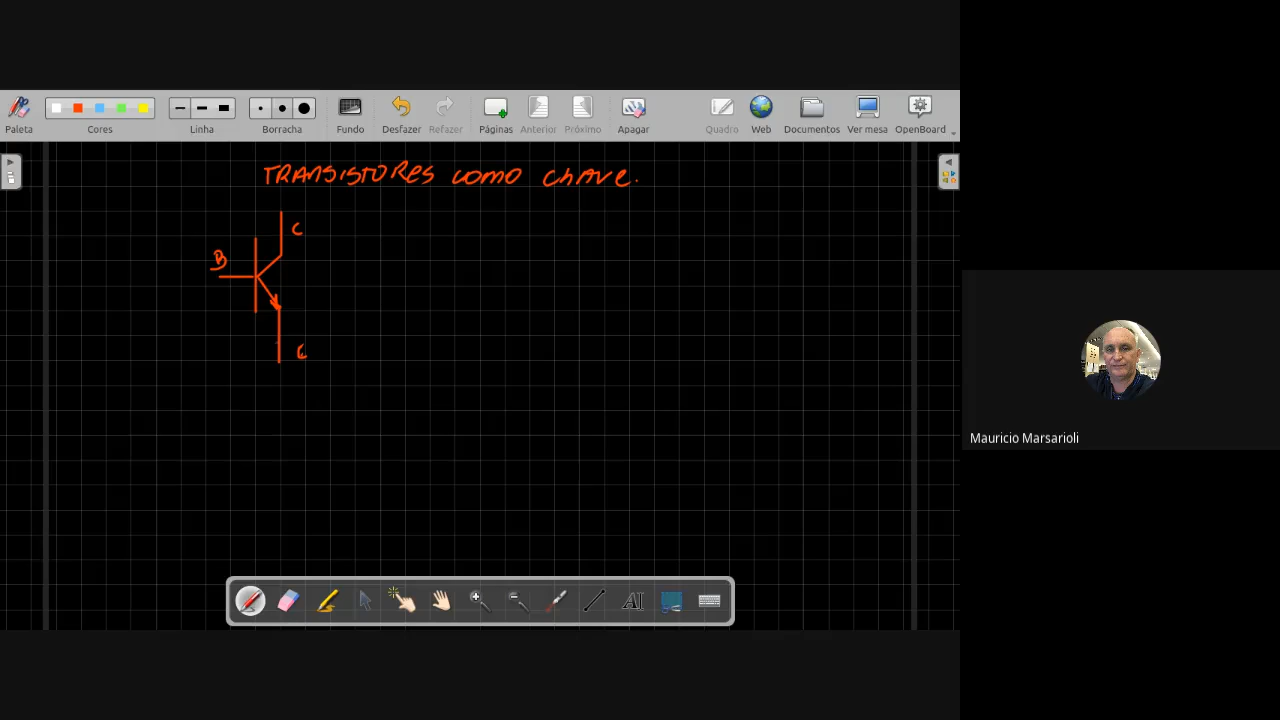 Paleta
Cores
Linha
Borracha
Fundo
Desfazer
Refazer
Páginas
Anterior
Próximo
Apagar
Quadro
Web
Documentos
Ver mesa
OpenBoard
TRANSISTORES COMO CHAVE.
C
B
AI
Mauricio Marsarioli